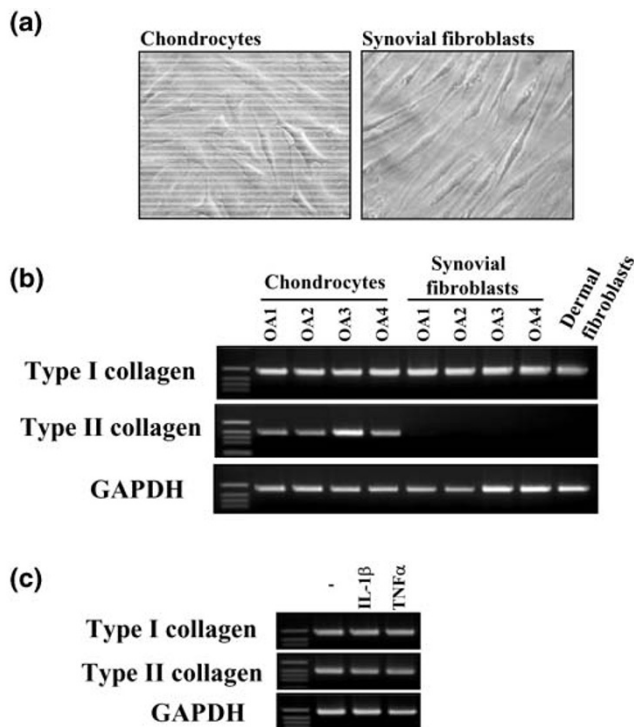 (a)
Chondrocytes
Synovial fibroblasts
(b)
Chondrocytes
Synovial
fibroblasts
Dermal
fibroblasts
OA1 OA2 OA3 OA4 OA1 OA2 OA3 OA4
Type I collagen
Type II collagen
GAPDH
(c)
- IL-1β TNFα
Type I collagen
Type II collagen
GAPDH